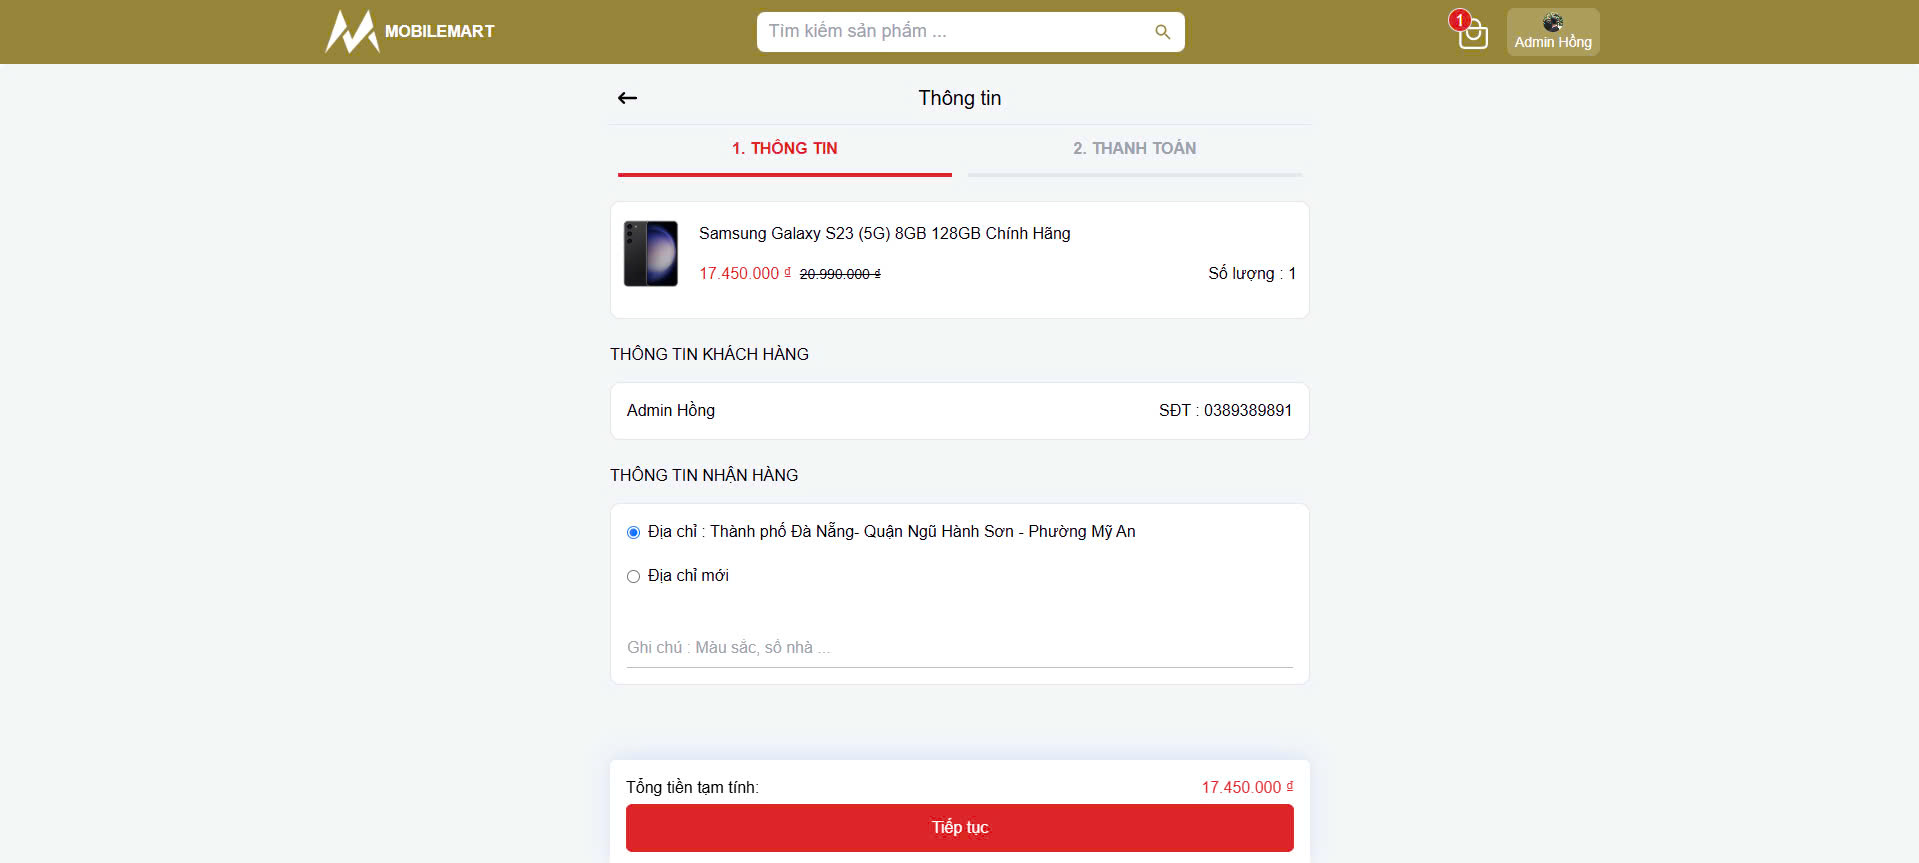 MOBILEMART
Tìm kiếm sản phẩm ...
1
Admin Hồng
Thông tin
1. THÔNG TIN
2. THANH TOÁN
Samsung Galaxy S23 (5G) 8GB 128GB Chính Hãng
17.450.000 ₫ 20.990.000 ₫
Số lượng : 1
THÔNG TIN KHÁCH HÀNG
Admin Hồng
SĐT : 0389389891
THÔNG TIN NHẬN HÀNG
Địa chỉ : Thành phố Đà Nẵng- Quận Ngũ Hành Sơn - Phường Mỹ An
Địa chỉ mới
Ghi chú : Màu sắc, số nhà ...
Tổng tiền tạm tính:
17.450.000 ₫
Tiếp tục